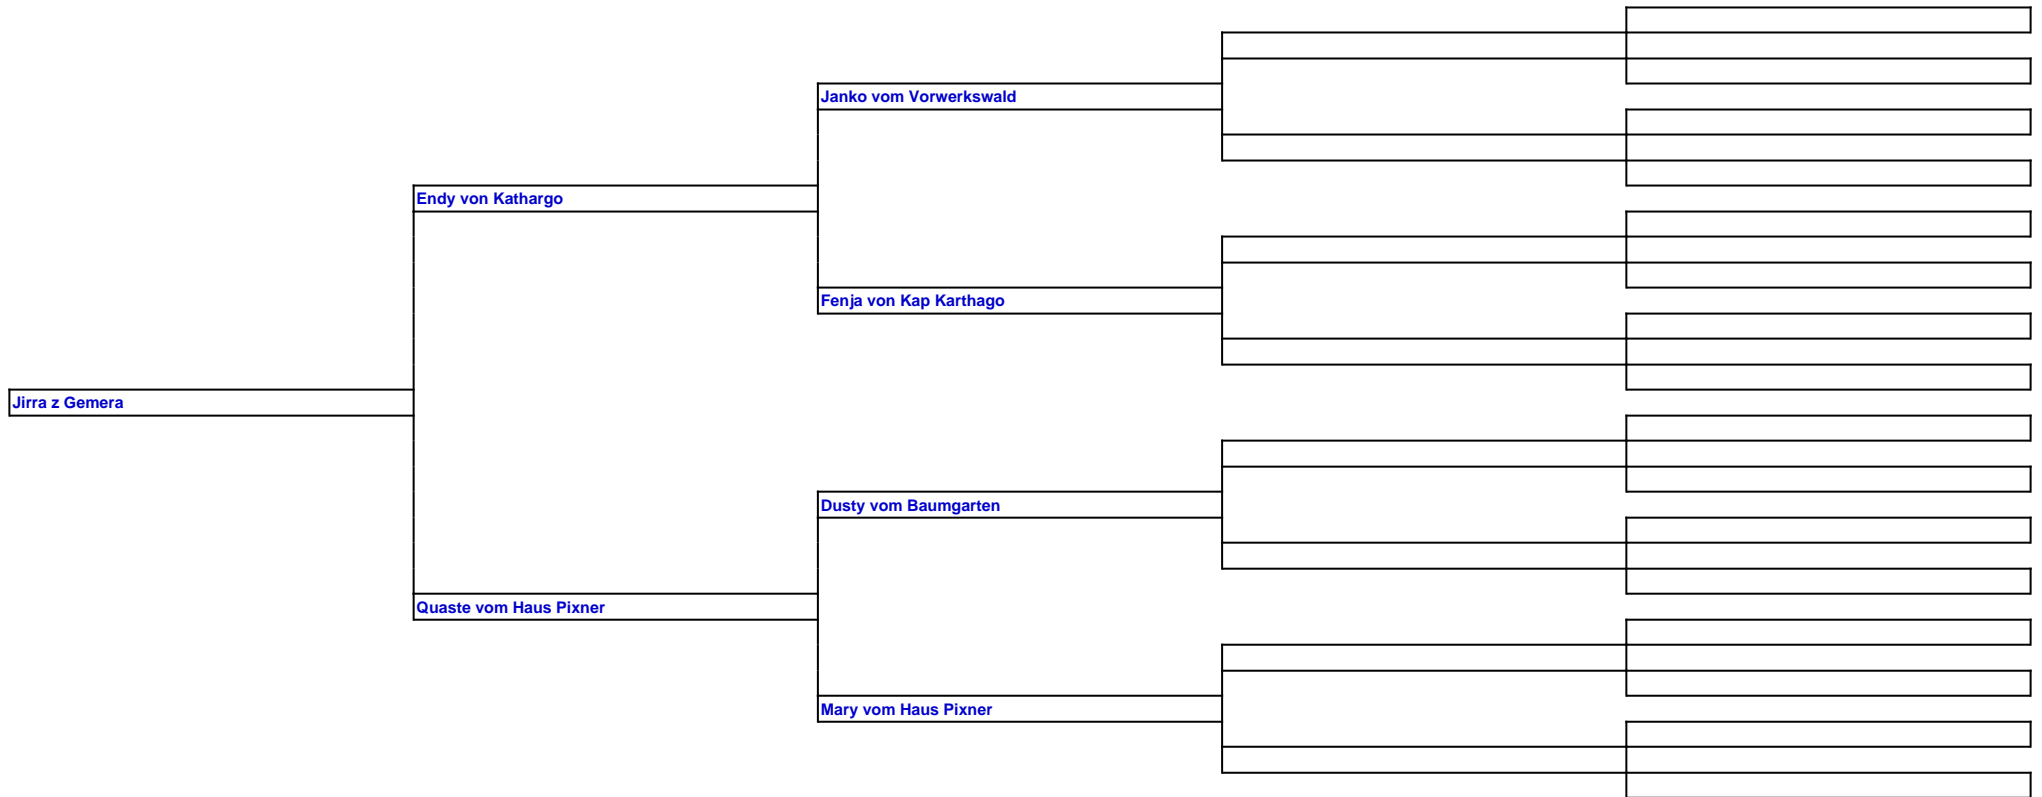 Janko vom Vorwerkswald
Endy von Kathargo
Fenja von Kap Karthago
Jirra z Gemera
Dusty vom Baumgarten
Quaste vom Haus Pixner
Mary vom Haus Pixner